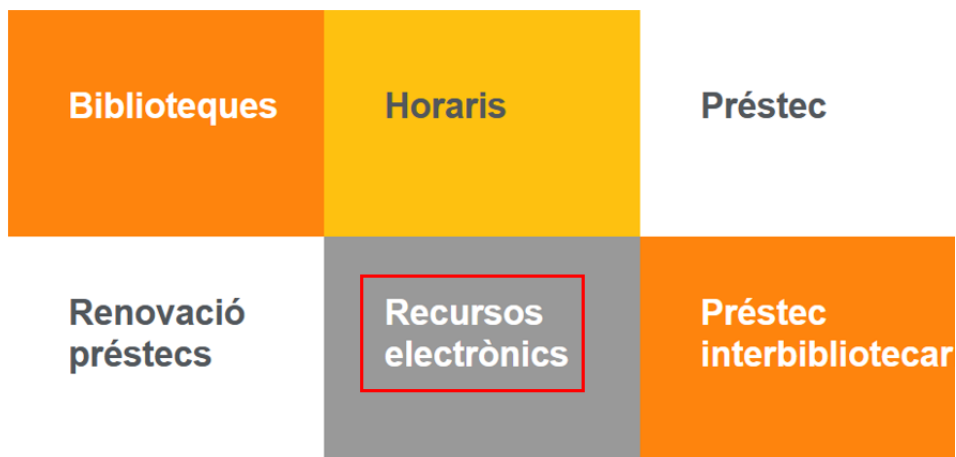 Biblioteques
Horaris
Préstec
Renovació
préstecs
Recursos
electrònics
Préstec
interbibliotecar